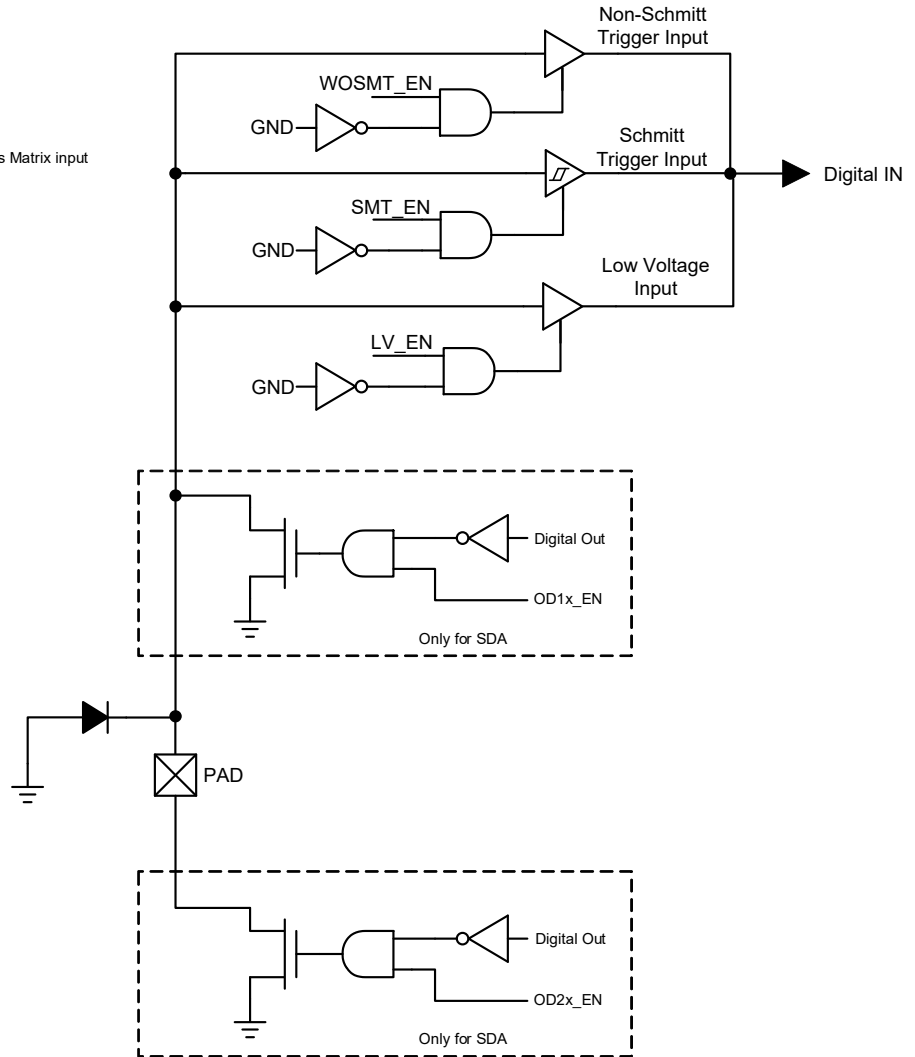 Non-Schmitt
Trigger Input
WOSMT_EN
GND
s Matrix input
Schmitt
Trigger Input
Digital IN
SMT_EN
GND
Low Voltage
Input
LV_EN
GND
Digital Out
OD1x_EN
Only for SDA
PAD
Digital Out
OD2x_EN
Only for SDA